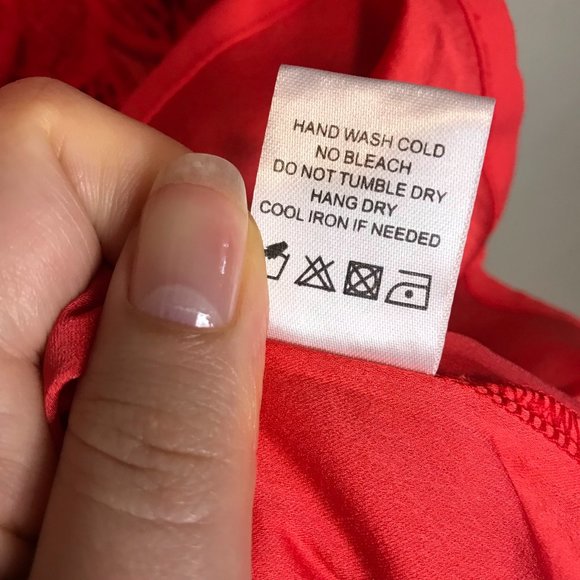 HAND WASH COLD
NO BLEACH
DO NOT TUMBLE DRY
HANG DRY
COOL IRON IF NEEDED